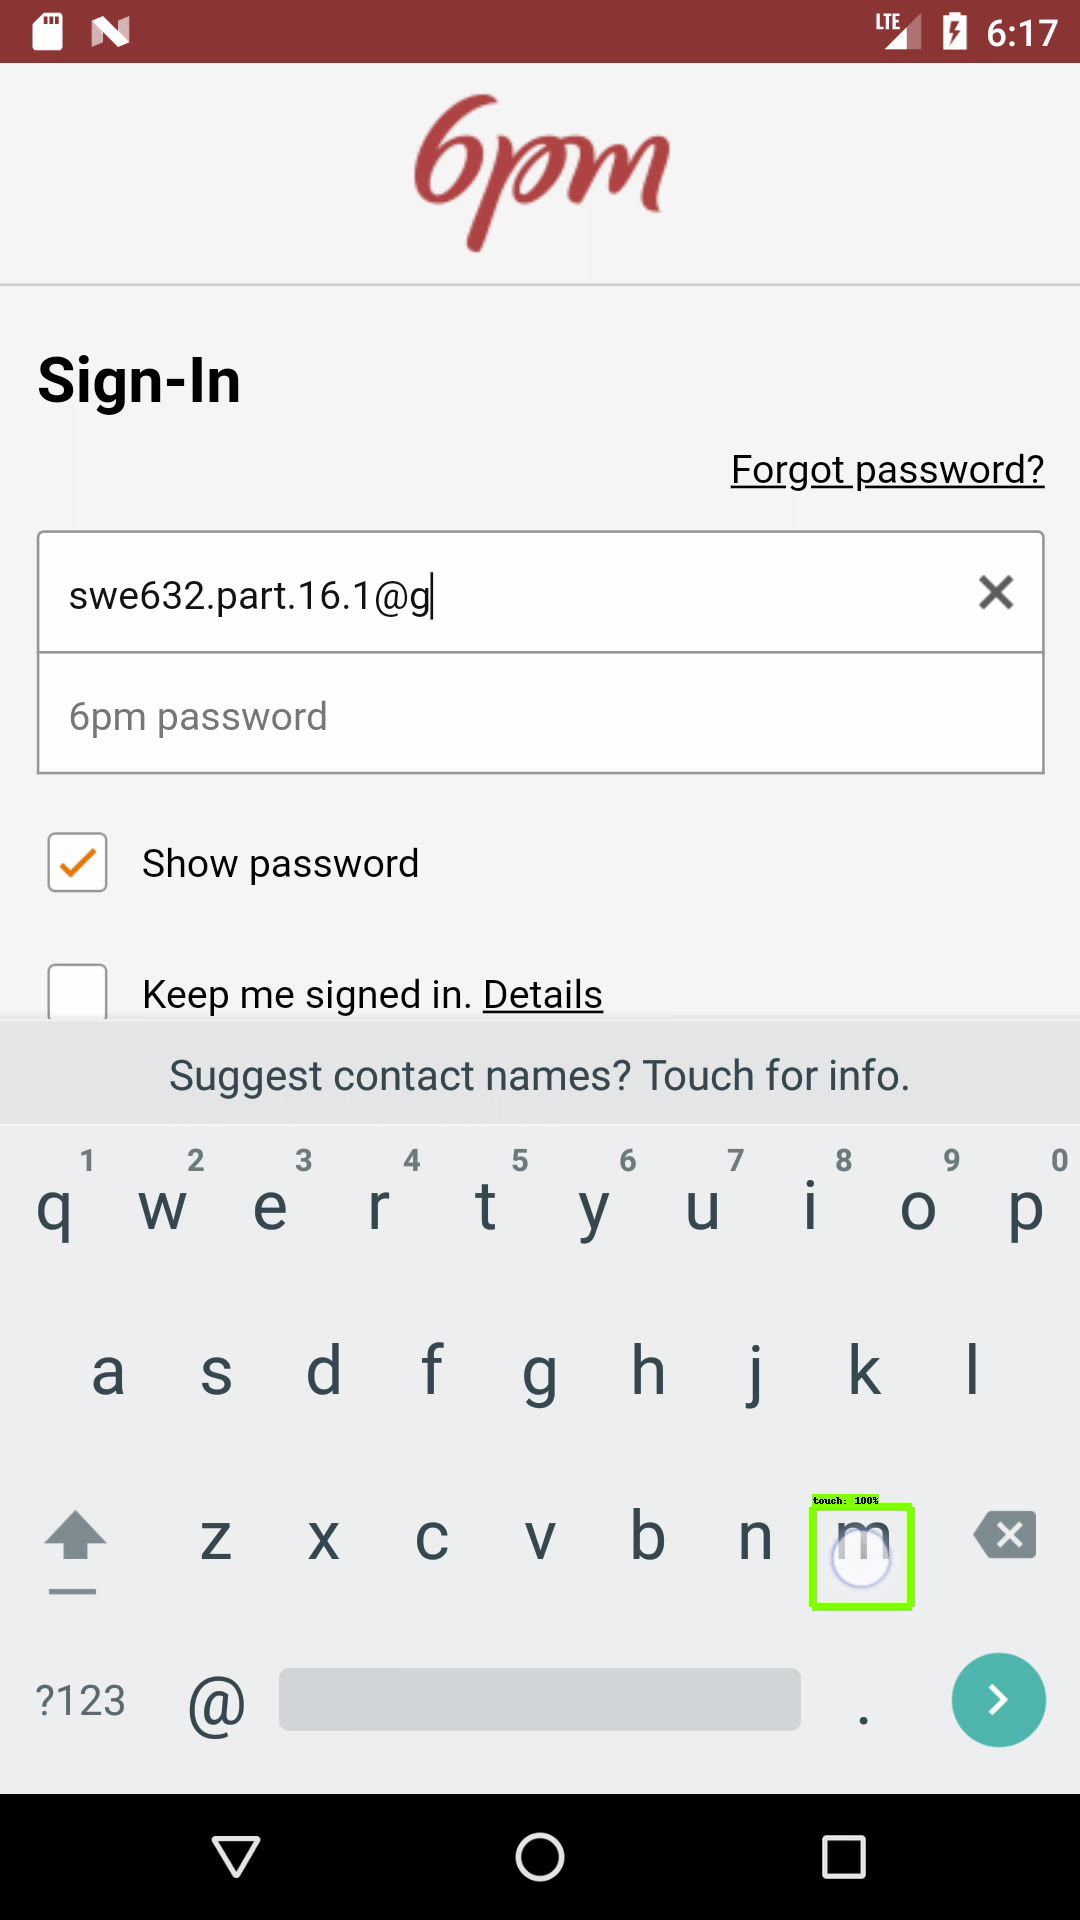 LTE 6:17
6pm
Sign-In
Forgot password?
swe632.part.16.1@g
6pm password
Show password
Keep me signed in. Details
Suggest contact names? Touch for info.
1 2 3 4 5 6 7 8 9 0
q w e r t y u i o p
a s d f g h j k l
touch: 100%
z x c v b n m
?123 @ .